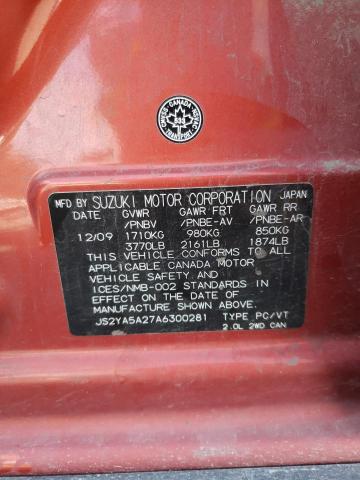 CANADA
TRANSPORT
MFD BY SUZUKI MOTOR CORPORATION JAPAN
DATE GVWR GAWR FRT GAWR RR
/PNBV /PNBE-AV /PNBE-AR
12/09 1710KG 980KG 850KG
3770LB 2161LB 1874LB
THIS VEHICLE CONFORMS TO ALL
APPLICABLE CANADA MOTOR
VEHICLE SAFETY AND
ICES/NMB-002 STANDARDS IN
EFFECT ON THE DATE OF
MANUFACTURE SHOWN ABOVE
JS2YA5A27A6300281 TYPE PC/VT
2.0L 2WD CAN